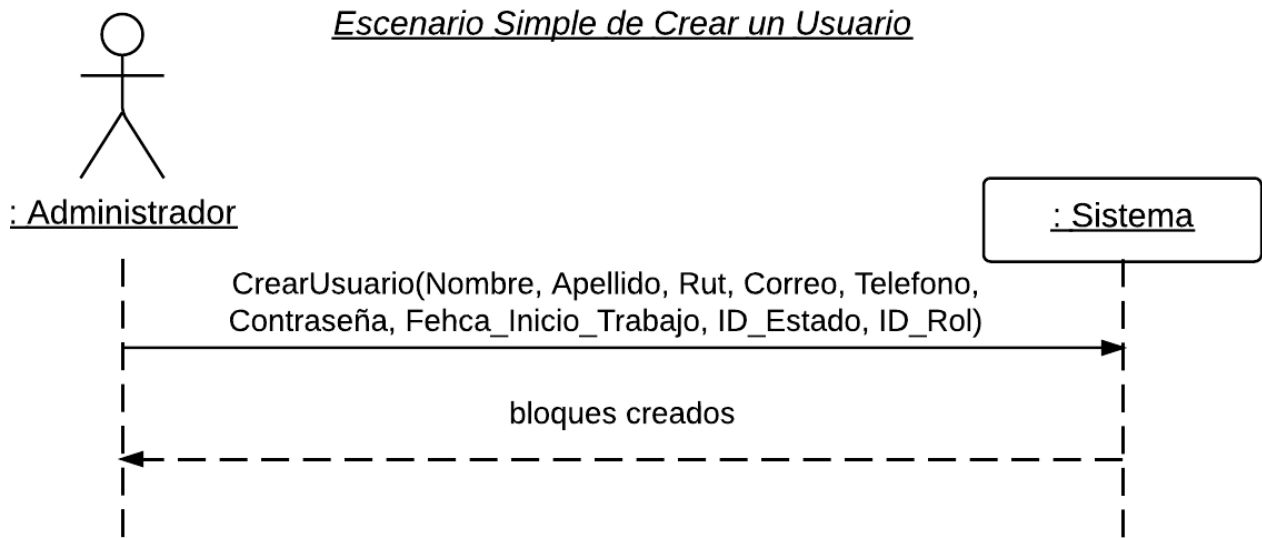 Escenario Simple de Crear un Usuario
: Administrador
: Sistema
CrearUsuario(Nombre, Apellido, Rut, Correo, Telefono,
Contraseña, Fehca_Inicio_Trabajo, ID_Estado, ID_Rol)
bloques creados